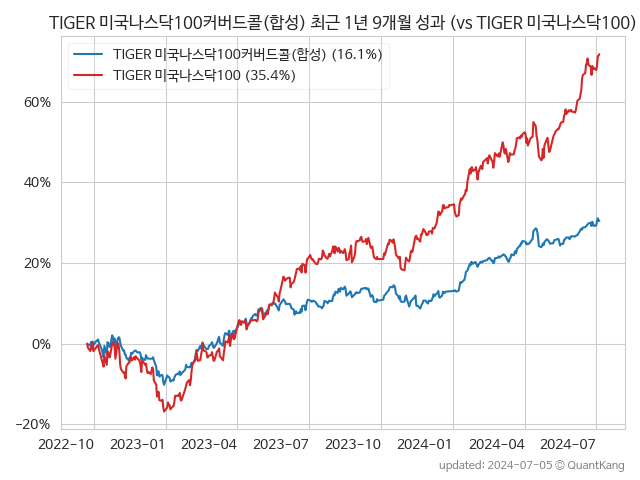 TIGER 미국나스닥100커버드콜(합성) 최근 1년 9개월 성과 (vs TIGER 미국나스닥100)
TIGER 미국나스닥100커버드콜(합성) (16.1%)
TIGER 미국나스닥100 (35.4%)
60%
40%
20%
0%
−20%
2022-10 2023-01 2023-04 2023-07 2023-10 2024-01 2024-04 2024-07
updated: 2024-07-05 © QuantKang